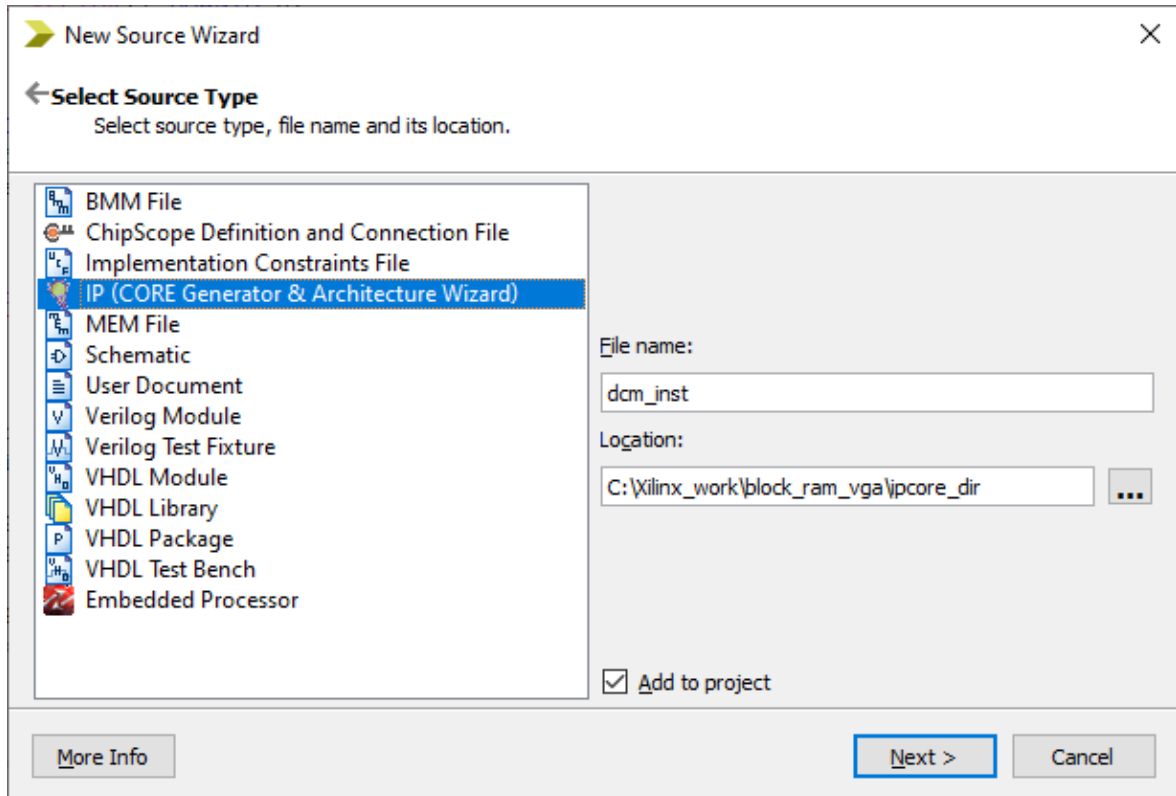 New Source Wizard
Select Source Type
Select source type, file name and its location.
BMM File
ChipScope Definition and Connection File
Implementation Constraints File
IP (CORE Generator & Architecture Wizard)
MEM File
Schematic
User Document
Verilog Module
Verilog Test Fixture
VHDL Module
VHDL Library
VHDL Package
VHDL Test Bench
Embedded Processor
File name:
dcm_inst
Location:
C:\Xilinx_work\block_ram_vga\ipcore_dir
...
Add to project
More Info
Next >
Cancel